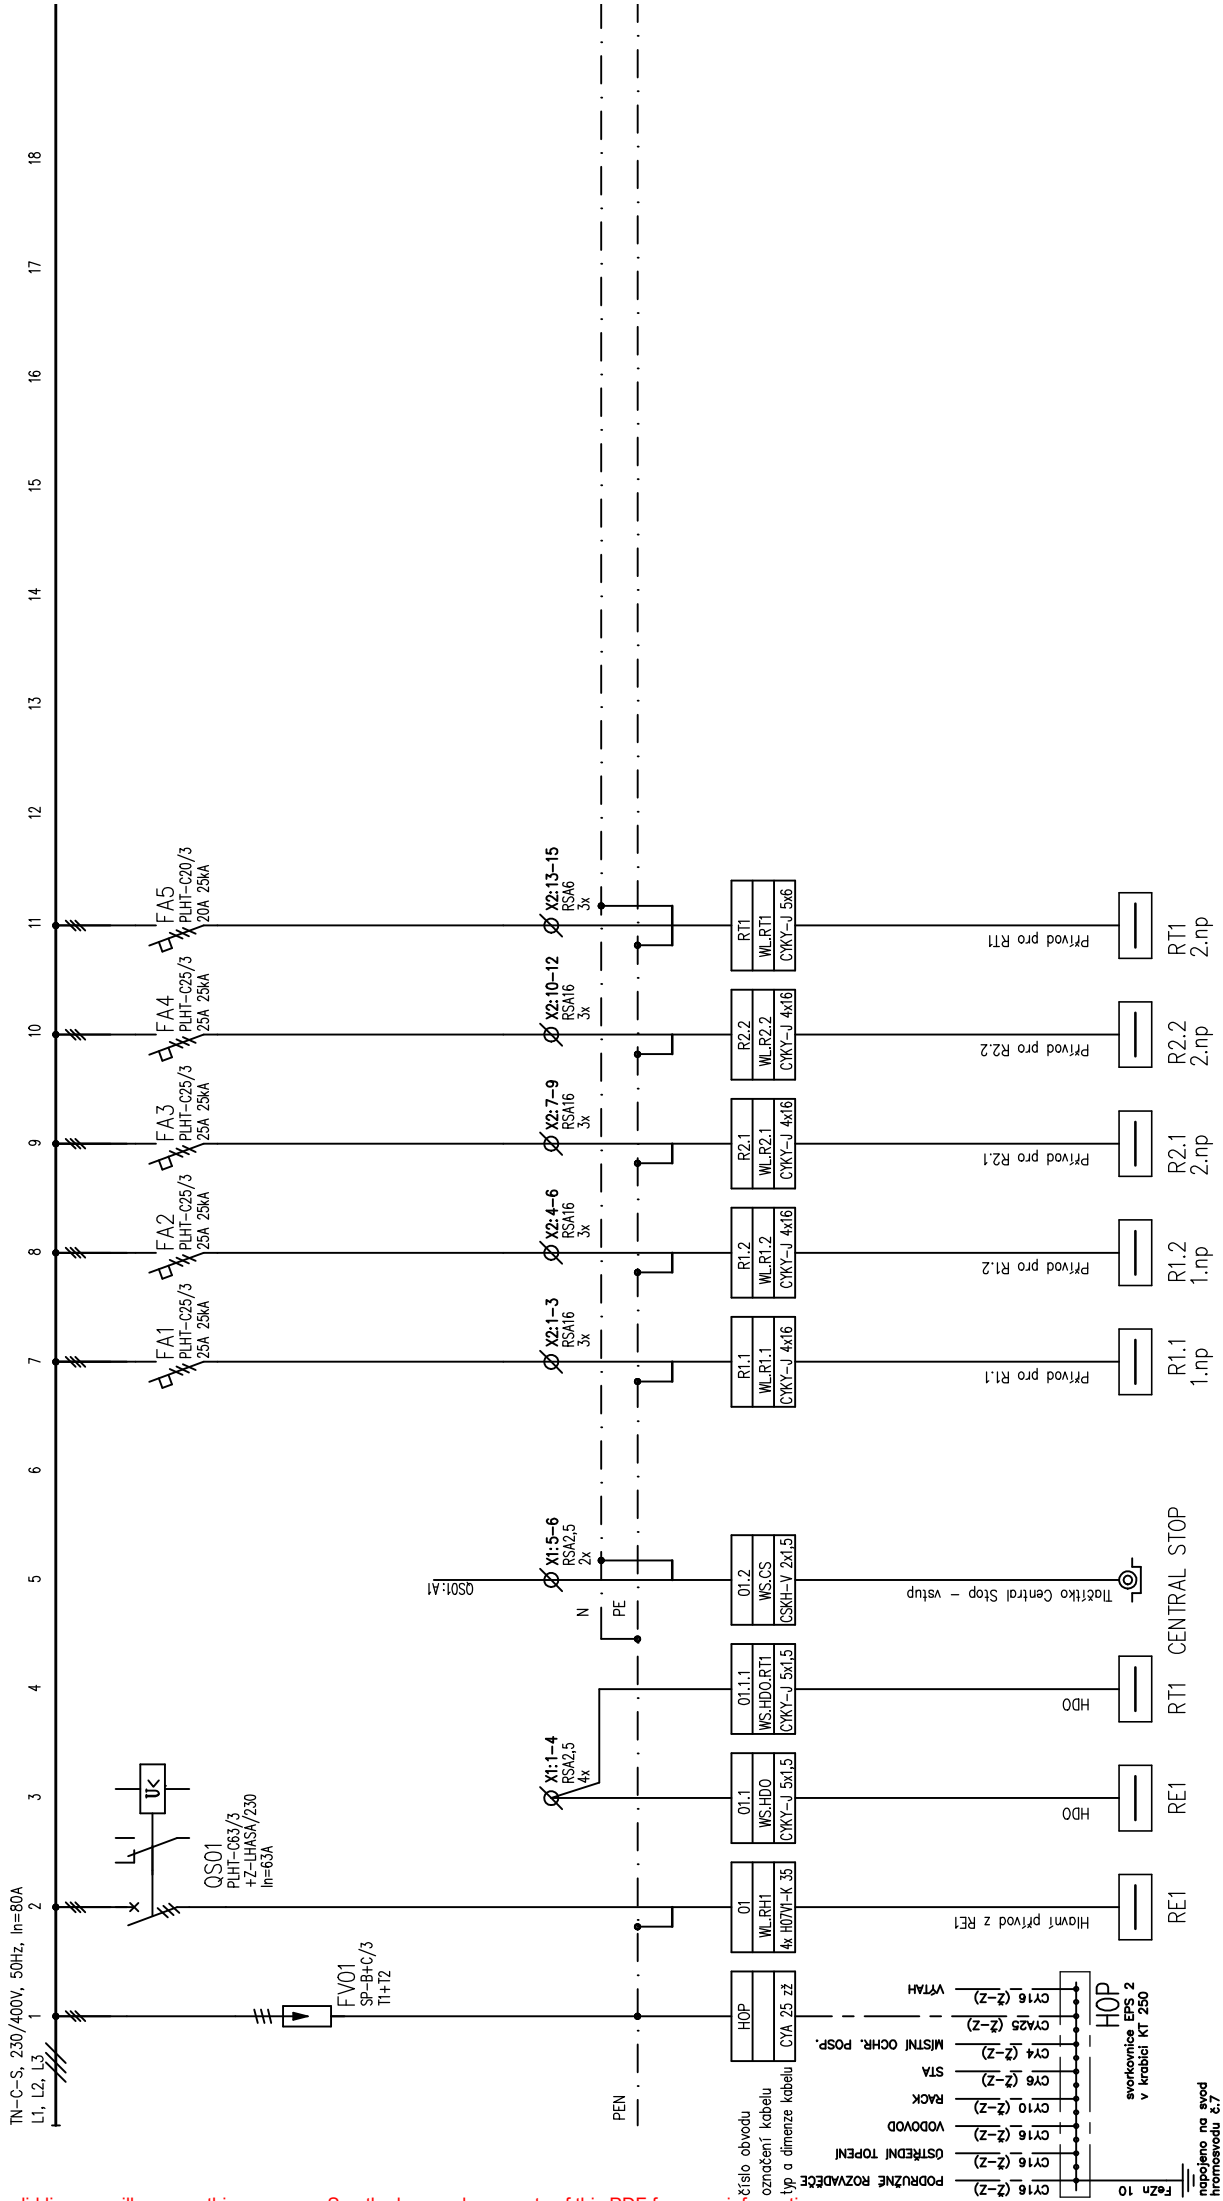 TN-C-S, 230/400V, 50Hz, In=80A
L1, L2, L3
1
2
3
4
5
6
7
8
9
10
11
12
13
14
15
16
17
18
FV01
SP-B+C/3
T1+T2
QS01
PLHT-C63/3
+Z-LHASA/230
In=63A
U<
FA1
PLHT-C25/3
25A 25kA
FA2
PLHT-C25/3
25A 25kA
FA3
PLHT-C25/3
25A 25kA
FA4
PLHT-C25/3
25A 25kA
FA5
PLHT-C20/3
20A 25kA
QS01:A1
X1:1-4
RSA2,5
4x
X1:5-6
RSA2,5
2x
X2:1-3
RSA16
3x
X2:4-6
RSA16
3x
X2:7-9
RSA16
3x
X2:10-12
RSA16
3x
X2:13-15
RSA6
3x
PEN
N
PE
číslo obvodu
označení kabelu
typ a dimenze kabelu
HOP
CYA 25 zž
01
WL.RH1
4x H07V1-K 35
01.1
WS.HDO
CYKY-J 5x1,5
01.1.1
WS.HDO.RT1
CYKY-J 5x1,5
01.2
WS.CS
CSKH-V 2x1,5
R1.1
WL.R1.1
CYKY-J 4x16
R1.2
WL.R1.2
CYKY-J 4x16
R2.1
WL.R2.1
CYKY-J 4x16
R2.2
WL.R2.2
CYKY-J 4x16
RT1
WL.RT1
CYKY-J 5x6
Hlavní přívod z RE1
HDO
HDO
Tlačítko Central Stop - vstup
Přívod pro R1.1
Přívod pro R1.2
Přívod pro R2.1
Přívod pro R2.2
Přívod pro RT1
RE1
RE1
RT1
CENTRAL STOP
R1.1
1.np
R1.2
1.np
R2.1
2.np
R2.2
2.np
RT1
2.np
PODRUŽNÉ ROZVADĚČE
CY16 (Z-Ž)
ÚSTŘEDNÍ TOPENÍ
CY16 (Z-Ž)
VODOVOD
CY16 (Z-Ž)
RACK
CY10 (Z-Ž)
STA
CY6 (Z-Ž)
MÍSTNÍ OCHR. POSP.
CY4 (Z-Ž)
CYA25 (Z-Ž)
VÝTAH
CY16 (Z-Ž)
HOP
svorkovnice EPS 2
v krabici KT 250
FeZn 10
napojeno na svod
hromosvodu č.7